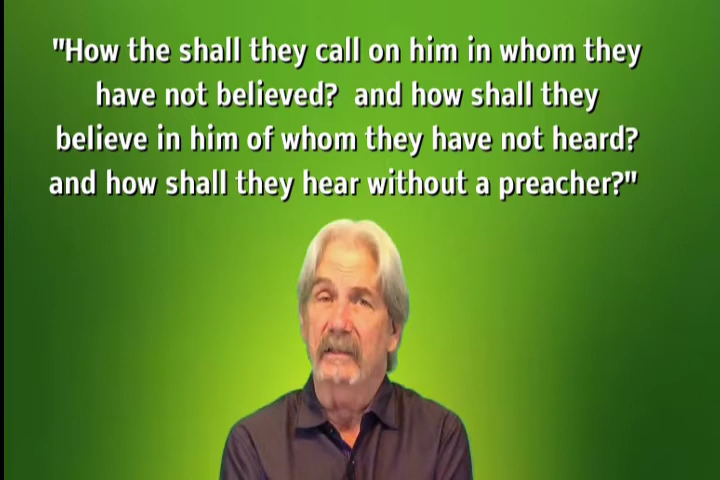 "How the shall they call on him in whom they
have not believed?  and how shall they
believe in him of whom they have not heard?
and how shall they hear without a preacher?"